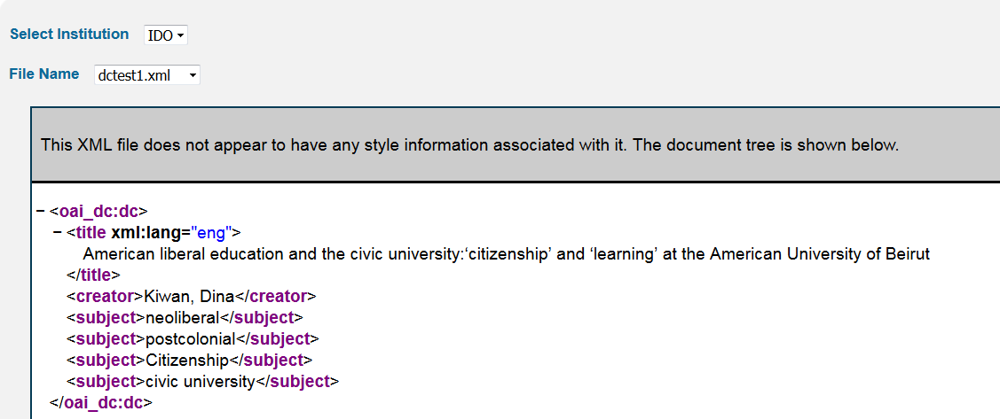 Select Institution IDO
File Name dctest1.xml
This XML file does not appear to have any style information associated with it. The document tree is shown below.
− <oai_dc:dc>
− <title xml:lang="eng">
American liberal education and the civic university:‘citizenship’ and ‘learning’ at the American University of Beirut
</title>
<creator>Kiwan, Dina</creator>
<subject>neoliberal</subject>
<subject>postcolonial</subject>
<subject>Citizenship</subject>
<subject>civic university</subject>
</oai_dc:dc>